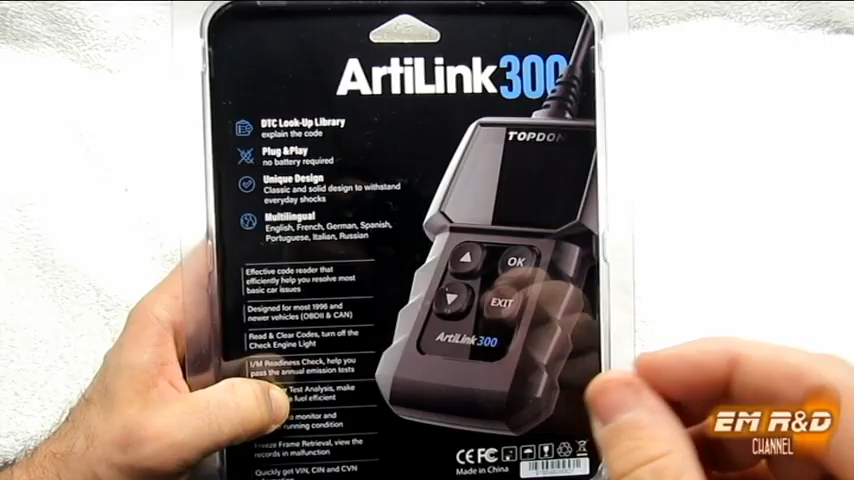 ArtiLink300
DTC Look-Up Library
explain the code
Plug &Play
no battery required
Unique Design
Classic and solid design to withstand
everyday shocks
Multilingual
English, French, German, Spanish,
Portuguese, Italian, Russian
Effective code reader that
efficiently help you resolve most
basic car issues
Designed for most 1996 and
newer vehicles (OBDII & CAN)
Read & Clear Codes, turn off the
Check Engine Light
I/M Readiness Check, help you
pass the annual emission tests
Test Analysis, make
fuel efficient
monitor and
running condition
Freeze Frame Retrieval, view the
records in malfunction
Quickly get VIN, CIN and CVN
TOPDON
OK
EXIT
ArtiLink300
CE FC
Made in China
EM R&D
CHANNEL